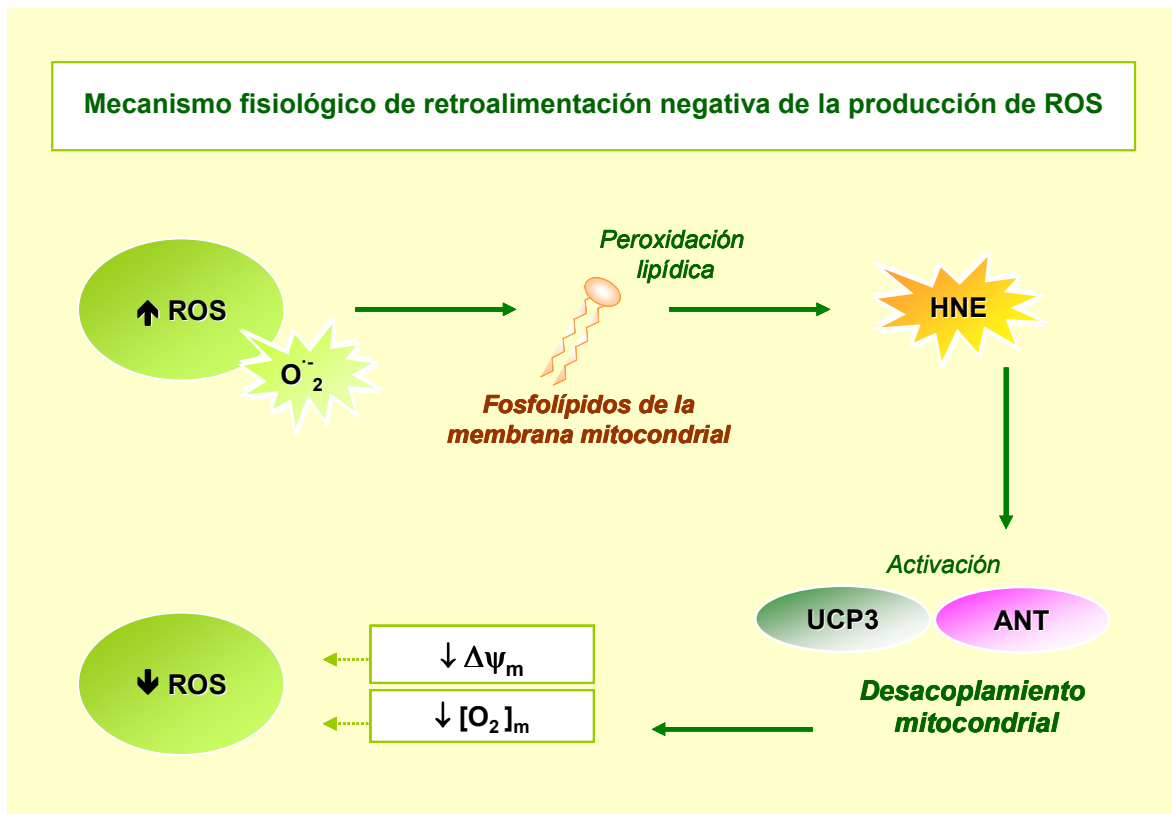 Mecanismo fisiológico de retroalimentación negativa de la producción de ROS
Peroxidación
lipídica
↑ ROS
HNE
O˙⁻₂
Fosfolípidos de la
membrana mitocondrial
Activación
UCP3
ANT
↓ Δψₘ
↓ ROS
Desacoplamiento
mitocondrial
↓ [O₂ ]ₘ